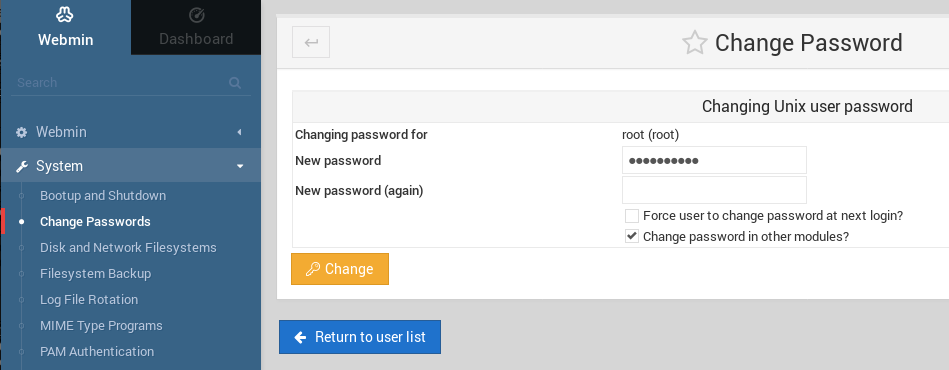 Webmin
Dashboard
Search
Webmin
System
Bootup and Shutdown
Change Passwords
Disk and Network Filesystems
Filesystem Backup
Log File Rotation
MIME Type Programs
PAM Authentication
Change Password
Changing Unix user password
Changing password for root (root)
New password ●●●●●●●●●●
New password (again)
Force user to change password at next login?
Change password in other modules?
Change
Return to user list